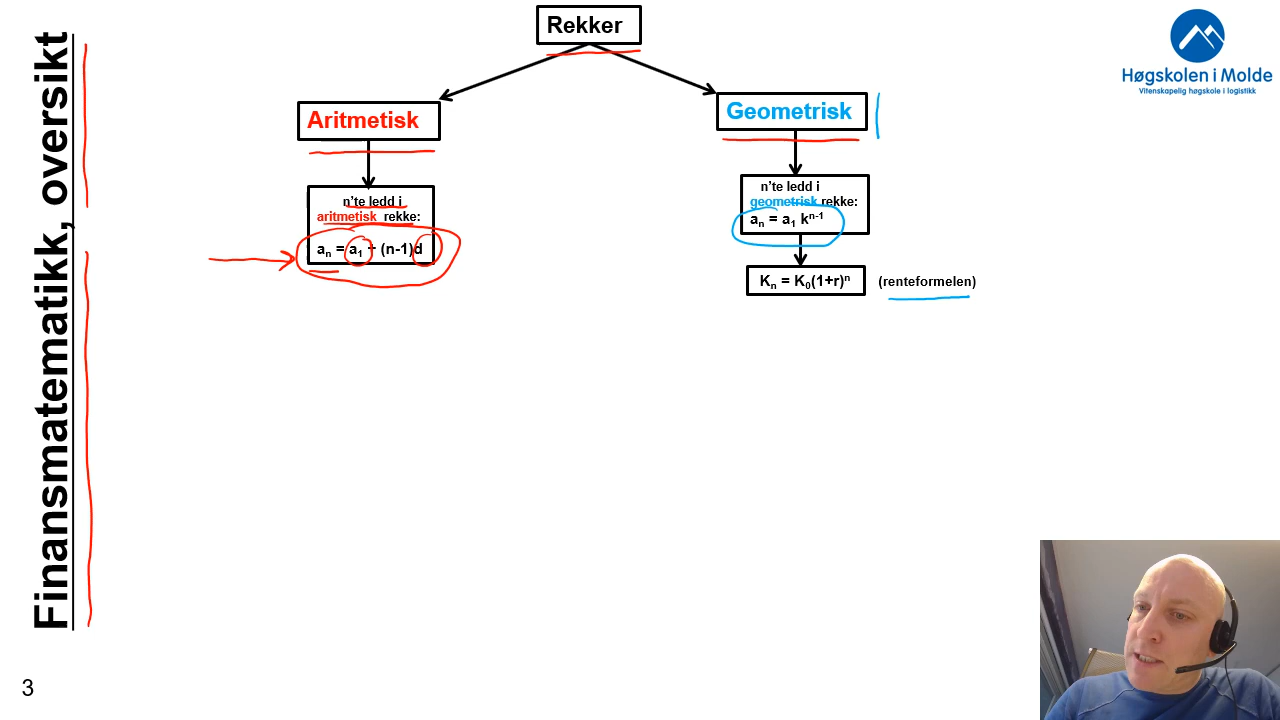 Finansmatematikk, oversikt
Rekker
Høgskolen i Molde
Vitenskapelig høgskole i logistikk
Aritmetisk
Geometrisk
n'te ledd i
aritmetisk rekke:
aₙ = a₁ + (n-1)d
n'te ledd i
geometrisk rekke:
aₙ = a₁ kⁿ⁻¹
Kₙ = K₀(1+r)ⁿ
(renteformelen)
3